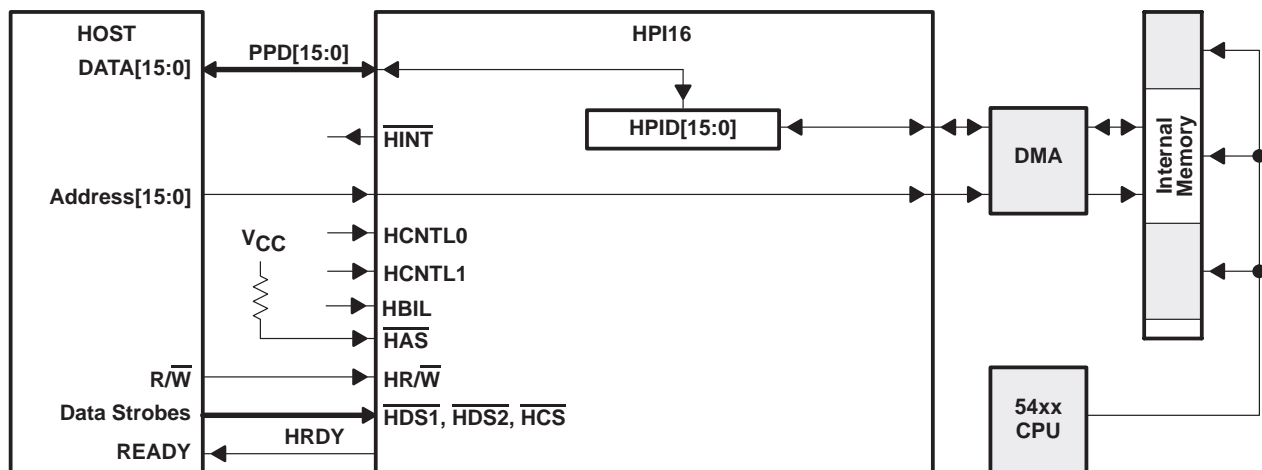 HOST
HPI16
DATA[15:0]
PPD[15:0]
HPID[15:0]
HINT
DMA
Internal
Memory
Address[15:0]
HCNTL0
VCC
HCNTL1
HBIL
HAS
R/W
HR/W
Data Strobes
HDS1, HDS2, HCS
54xx
CPU
HRDY
READY